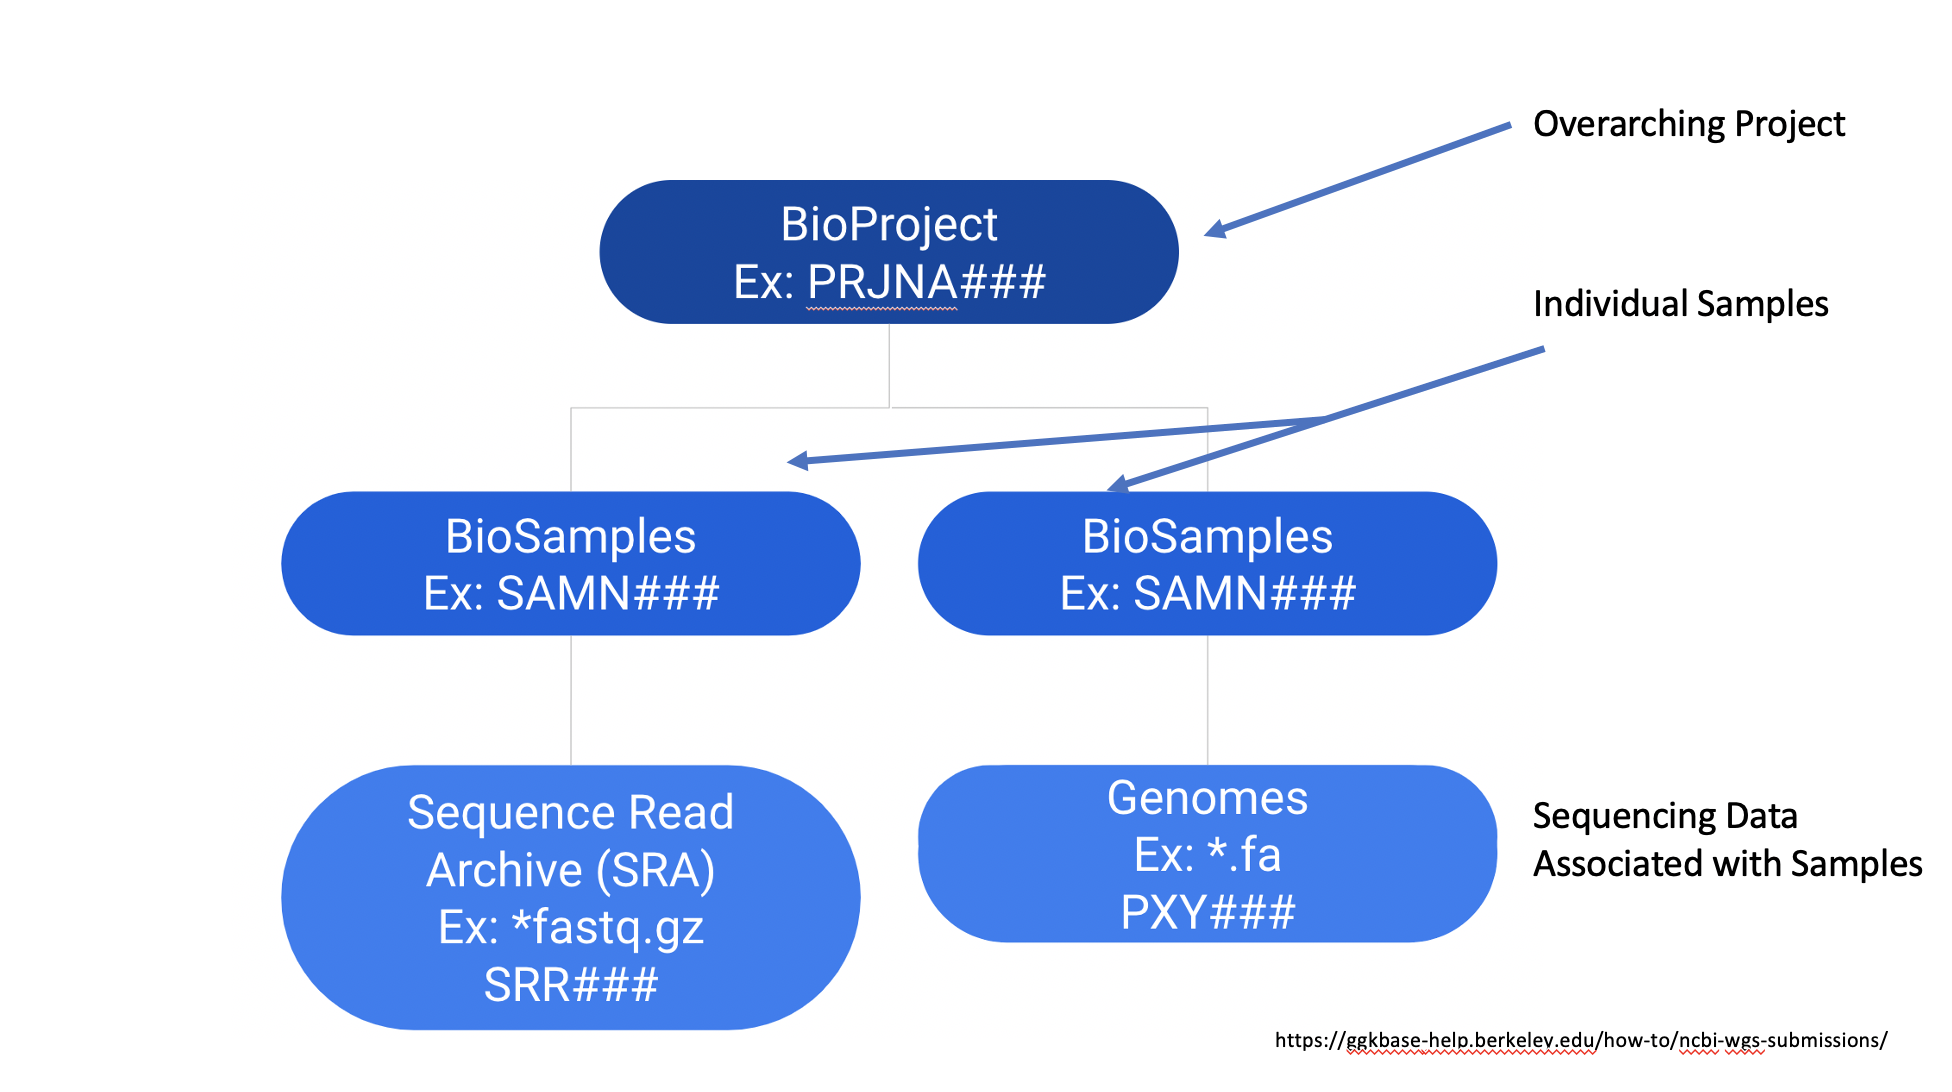 Overarching Project
BioProject
Ex: PRJNA###
Individual Samples
BioSamples
Ex: SAMN###
BioSamples
Ex: SAMN###
Sequence Read
Archive (SRA)
Ex: *fastq.gz
SRR###
Genomes
Ex: *.fa
PXY###
Sequencing Data
Associated with Samples
https://ggkbase-help.berkeley.edu/how-to/ncbi-wgs-submissions/